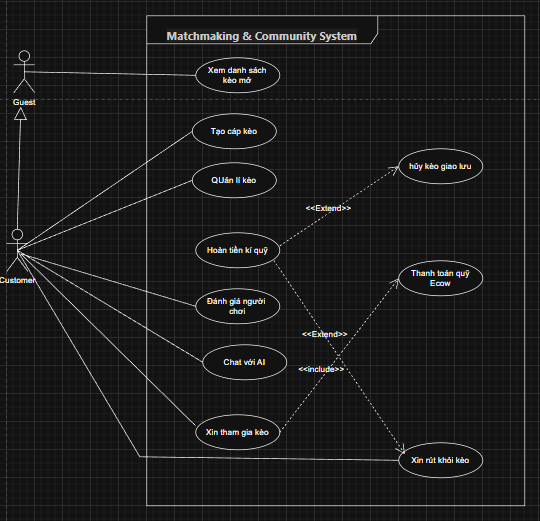 Matchmaking & Community System
Xem danh sách
kèo mở
Guest
Tạo cáp kèo
QUản lí kèo
hủy kèo giao lưu
<<Extend>>
Hoàn tiền kí quỹ
Customer
Thanh toán quỹ
Ecow
Đánh giá người
chơi
<<Extend>>
Chat với AI
<<include>>
Xin tham gia kèo
Xin rút khỏi kèo